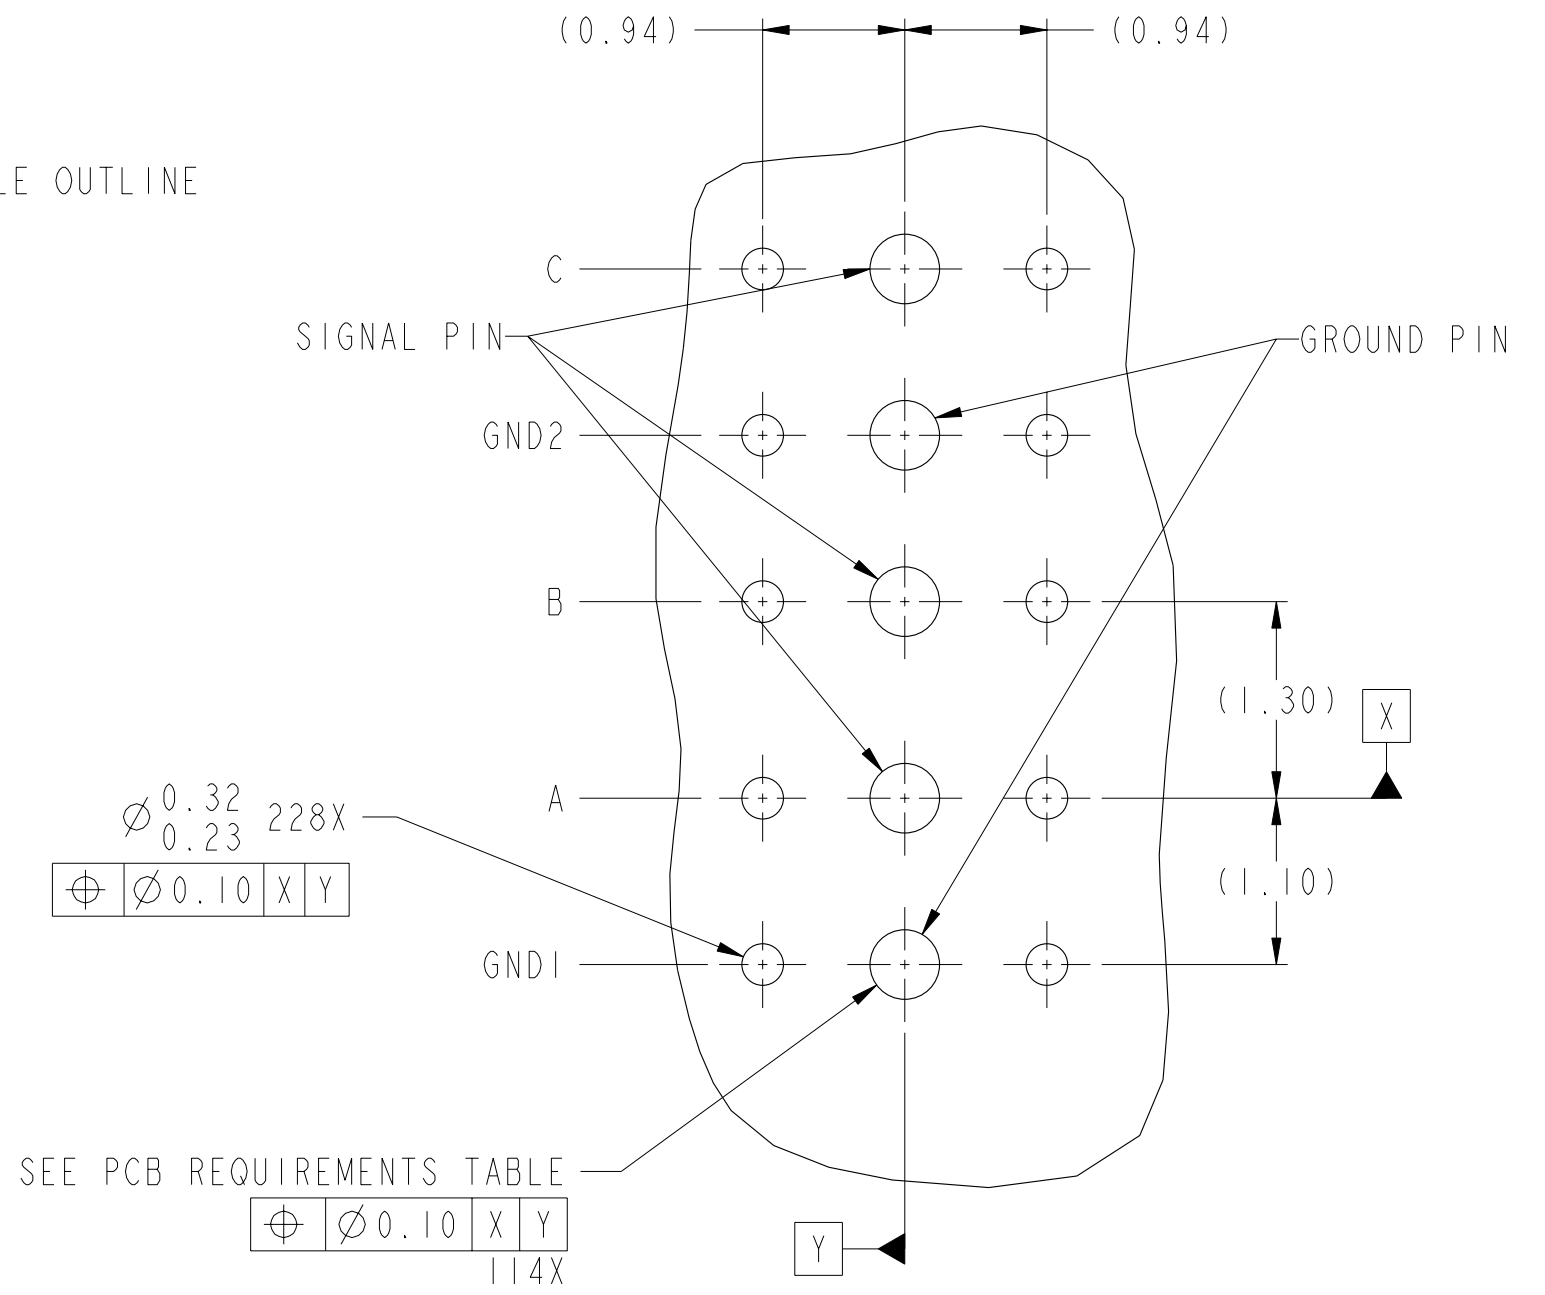 (0.94)
(0.94)
LE OUTLINE
C
SIGNAL PIN
GROUND PIN
GND2
B
(1.30)
X
A
Ø 0.32 228X
0.23
Ø0.10 X Y
(1.10)
GND1
SEE PCB REQUIREMENTS TABLE
Ø0.10 X Y
114X
Y